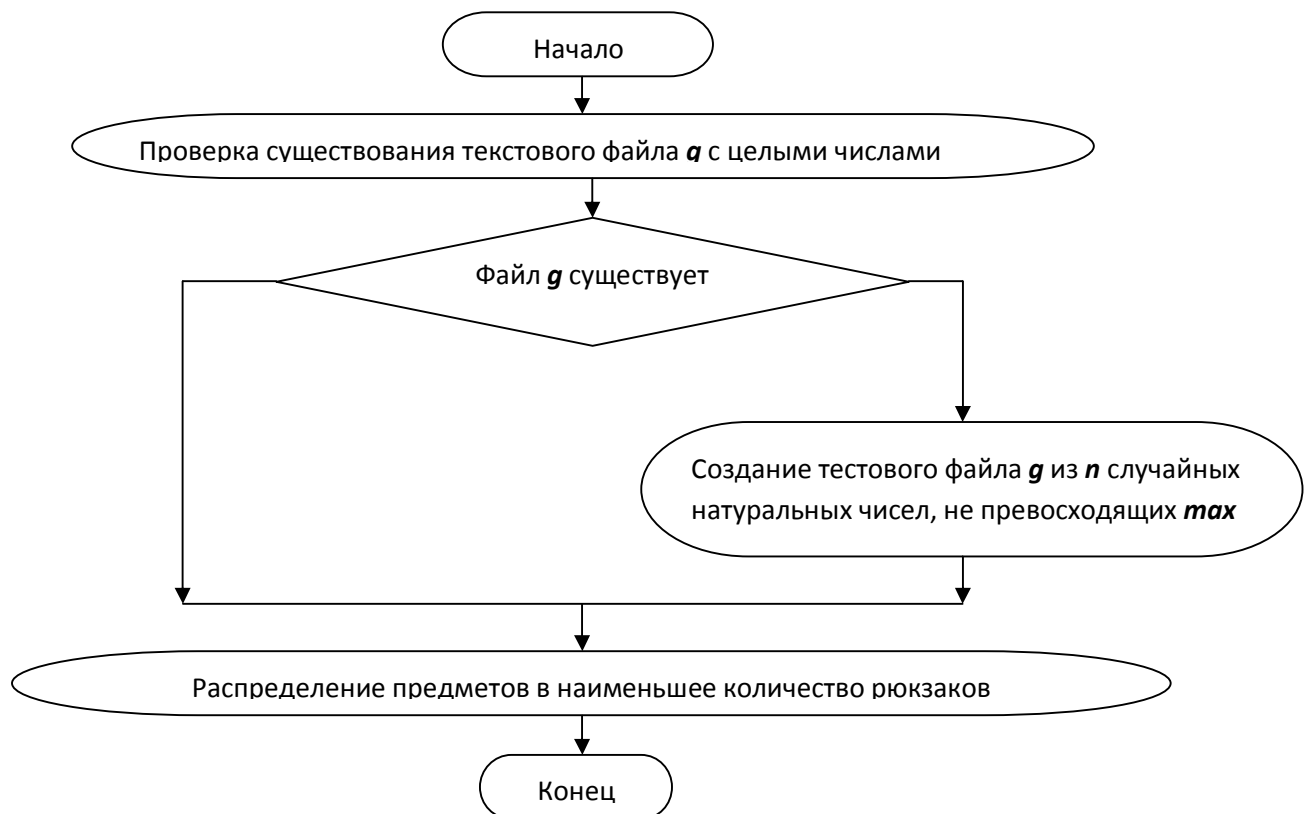 Начало
Проверка существования текстового файла g с целыми числами
Файл g существует
Создание тестового файла g из n случайных
натуральных чисел, не превосходящих max
Распределение предметов в наименьшее количество рюкзаков
Конец